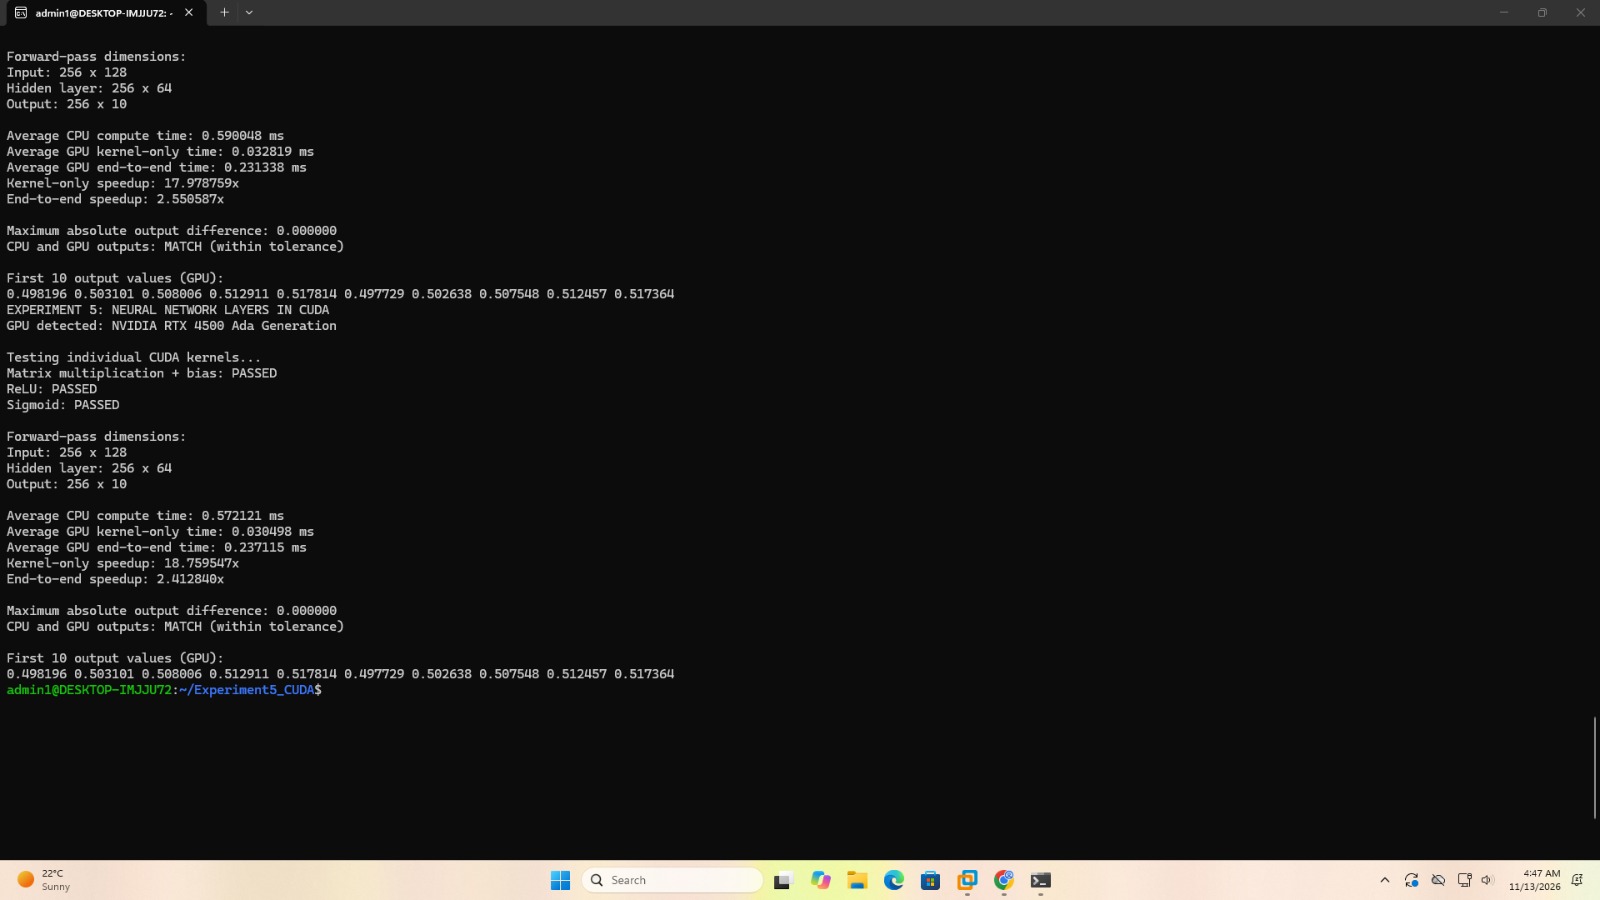 admin1@DESKTOP-IMJJU72: -
Forward-pass dimensions:
Input: 256 x 128
Hidden layer: 256 x 64
Output: 256 x 10
Average CPU compute time: 0.590048 ms
Average GPU kernel-only time: 0.032819 ms
Average GPU end-to-end time: 0.231338 ms
Kernel-only speedup: 17.978759x
End-to-end speedup: 2.550587x
Maximum absolute output difference: 0.000000
CPU and GPU outputs: MATCH (within tolerance)
First 10 output values (GPU):
0.498196 0.503101 0.508006 0.512911 0.517814 0.497729 0.502638 0.507548 0.512457 0.517364
EXPERIMENT 5: NEURAL NETWORK LAYERS IN CUDA
GPU detected: NVIDIA RTX 4500 Ada Generation
Testing individual CUDA kernels...
Matrix multiplication + bias: PASSED
ReLU: PASSED
Sigmoid: PASSED
Forward-pass dimensions:
Input: 256 x 128
Hidden layer: 256 x 64
Output: 256 x 10
Average CPU compute time: 0.572121 ms
Average GPU kernel-only time: 0.030498 ms
Average GPU end-to-end time: 0.237115 ms
Kernel-only speedup: 18.759547x
End-to-end speedup: 2.412840x
Maximum absolute output difference: 0.000000
CPU and GPU outputs: MATCH (within tolerance)
First 10 output values (GPU):
0.498196 0.503101 0.508006 0.512911 0.517814 0.497729 0.502638 0.507548 0.512457 0.517364
admin1@DESKTOP-IMJJU72:~/Experiment5_CUDA$
22°C
Sunny
Search
4:47 AM
11/13/2026